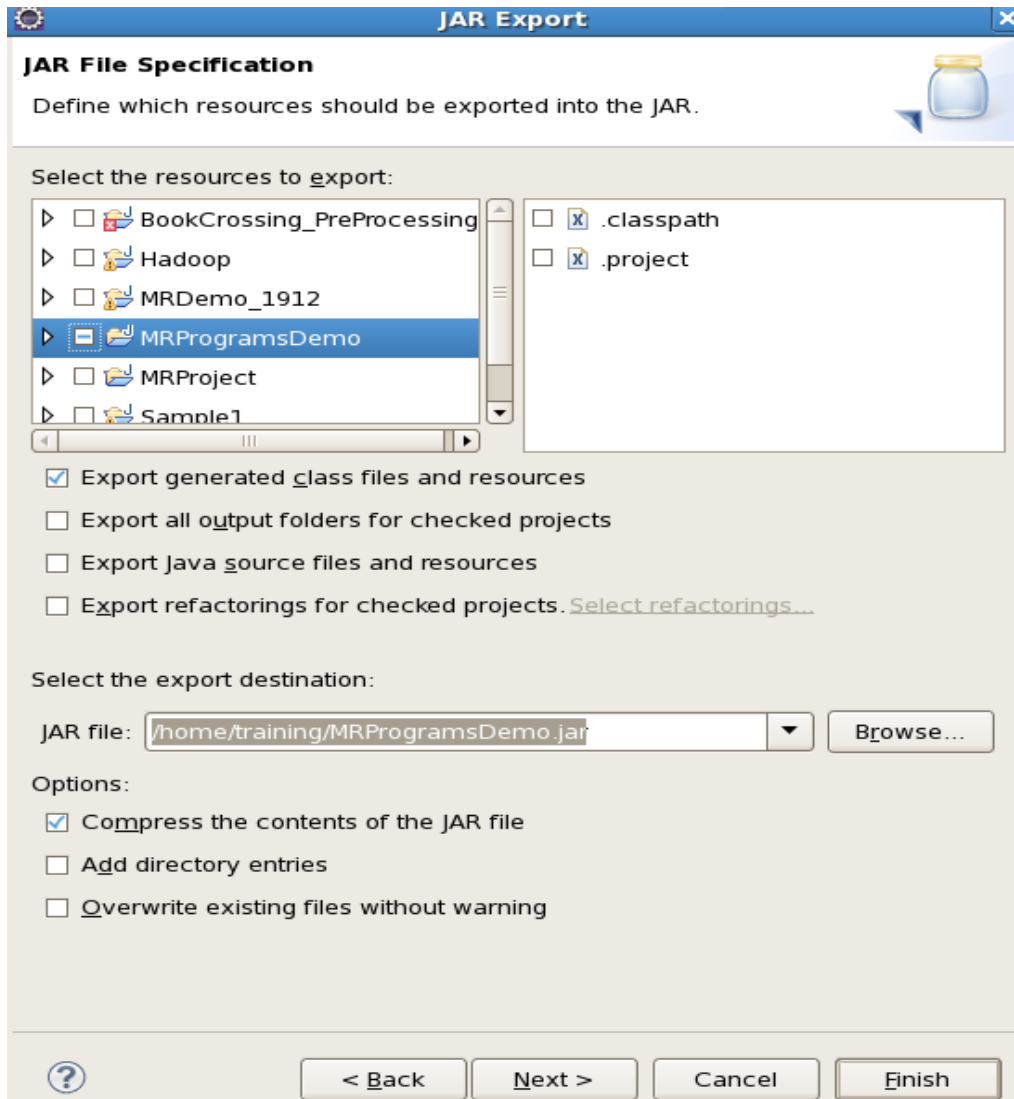 JAR Export
JAR File Specification
Define which resources should be exported into the JAR.
Select the resources to export:
BookCrossing_PreProcessing
Hadoop
MRDemo_1912
MRProgramsDemo
MRProject
Sample1
.classpath
.project
Export generated class files and resources
Export all output folders for checked projects
Export Java source files and resources
Export refactorings for checked projects. Select refactorings...
Select the export destination:
JAR file: /home/training/MRProgramsDemo.jar Browse...
Options:
Compress the contents of the JAR file
Add directory entries
Overwrite existing files without warning
? < Back Next > Cancel Finish